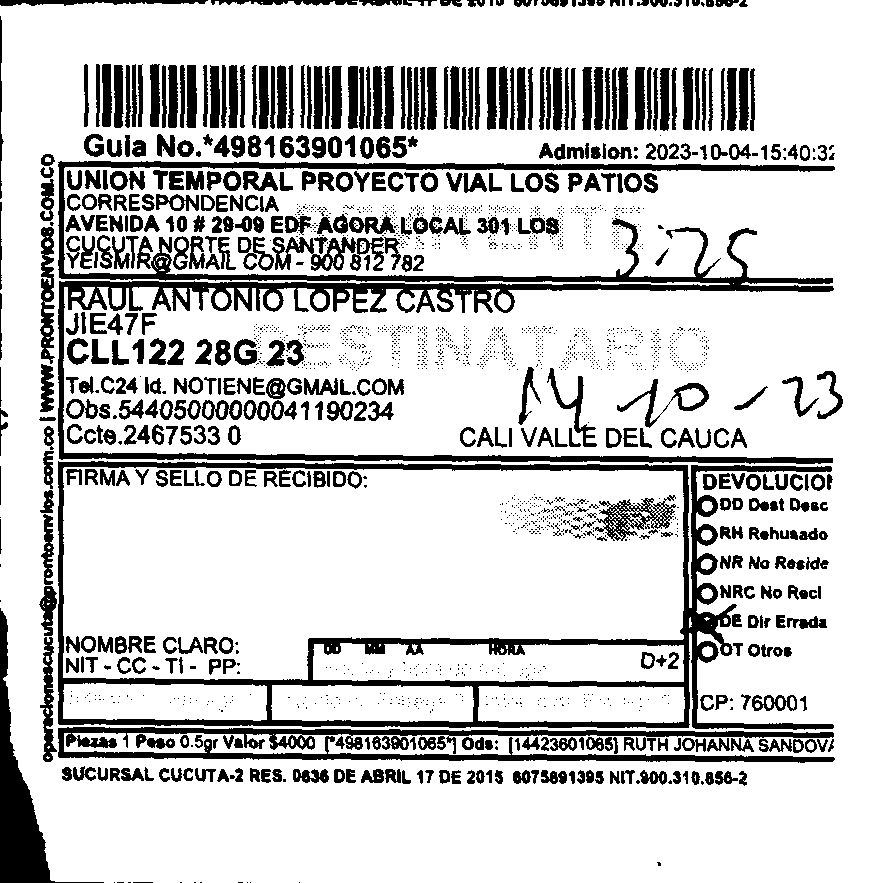 Guia No.*498163901065*
Admision: 2023-10-04-15:40:32
UNION TEMPORAL PROYECTO VIAL LOS PATIOS
CORRESPONDENCIA
AVENIDA 10 # 29-09 EDF AGORA LOCAL 301 LOS
CUCUTA NORTE DE SANTANDER
YEISMIR@GMAIL COM - 900 812 782
REMITENTE
3:25
RAUL ANTONIO LOPEZ CASTRO
JIE47F
CLL122 28G 23
DESTINATARIO
Tel.C24 Id. NOTIENE@GMAIL.COM
Obs.54405000000041190234
Ccte.2467533 0
14-10-23
CALI VALLE DEL CAUCA
FIRMA Y SELLO DE RECIBIDO:
NOMBRE CLARO:
NIT - CC - TI - PP:
DD MM AA HORA
D+2
DEVOLUCIO
DD Dest Desc
RH Rehusado
NR No Reside
NRC No Recl
DE Dir Errada
OT Otros
CP: 760001
Piezas 1 Peso 0.5gr Valor $4000 [*498163901065*] Ods: [14423601065] RUTH JOHANNA SANDOVA
SUCURSAL CUCUTA-2 RES. 0636 DE ABRIL 17 DE 2015 6075891395 NIT.900.310.856-2
operacionescucuta@prontoenvios.com.co | WWW.PRONTOENVIOS.COM.CO